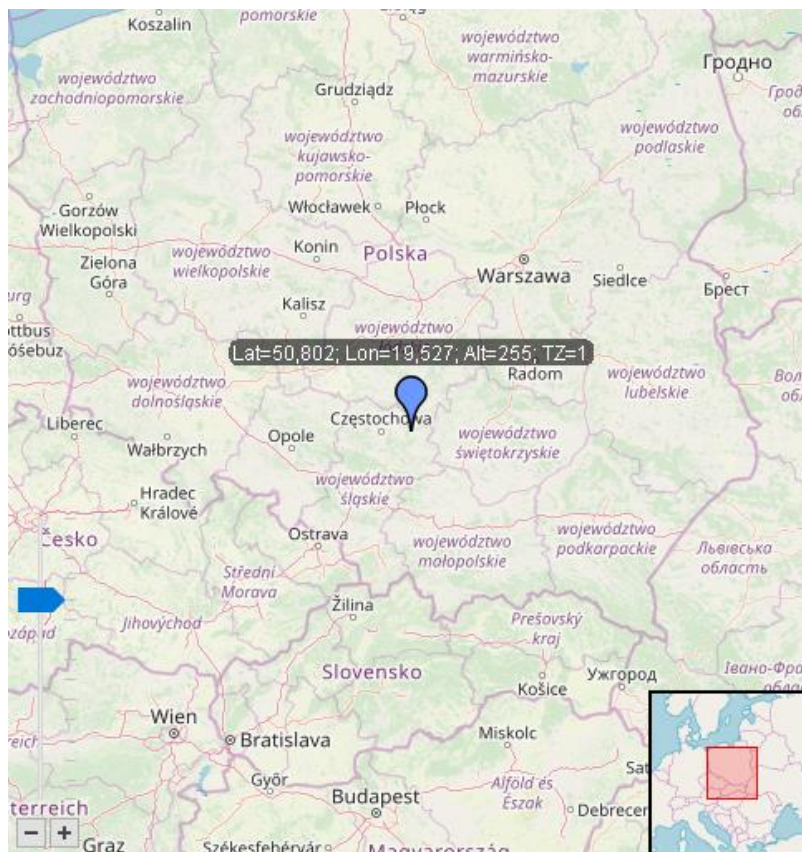 Koszalin
pomorskie
pomorskie
województwo
warmińsko-
mazurskie
Гродно
województwo
zachodniopomorskie
Grudziądz
województwo
kujawsko-
pomorskie
województwo
podlaskie
Gorzów
Wielkopolski
Włocławek
Płock
Konin
Polska
województwo
wielkopolskie
Zielona
Góra
Warszawa
Siedlce
Брест
Kalisz
województwo
Lat=50,802; Lon=19,527; Alt=255; TZ=1
Radom
województwo
lubelskie
województwo
dolnośląskie
Częstochowa
Liberec
Wałbrzych
Opole
województwo
świętokrzyskie
województwo
śląskie
Hradec
Králové
Česko
Ostrava
województwo
małopolskie
województwo
podkarpackie
Львівська
область
Střední
Morava
Žilina
Jihovýchod
Prešovský
kraj
Slovensko
Košice
Ужгород
Wien
Bratislava
Miskolc
Győr
Budapest
Alföld és
Észak
Debrecen
Graz
Székesfehérvár
Magyarország
− +